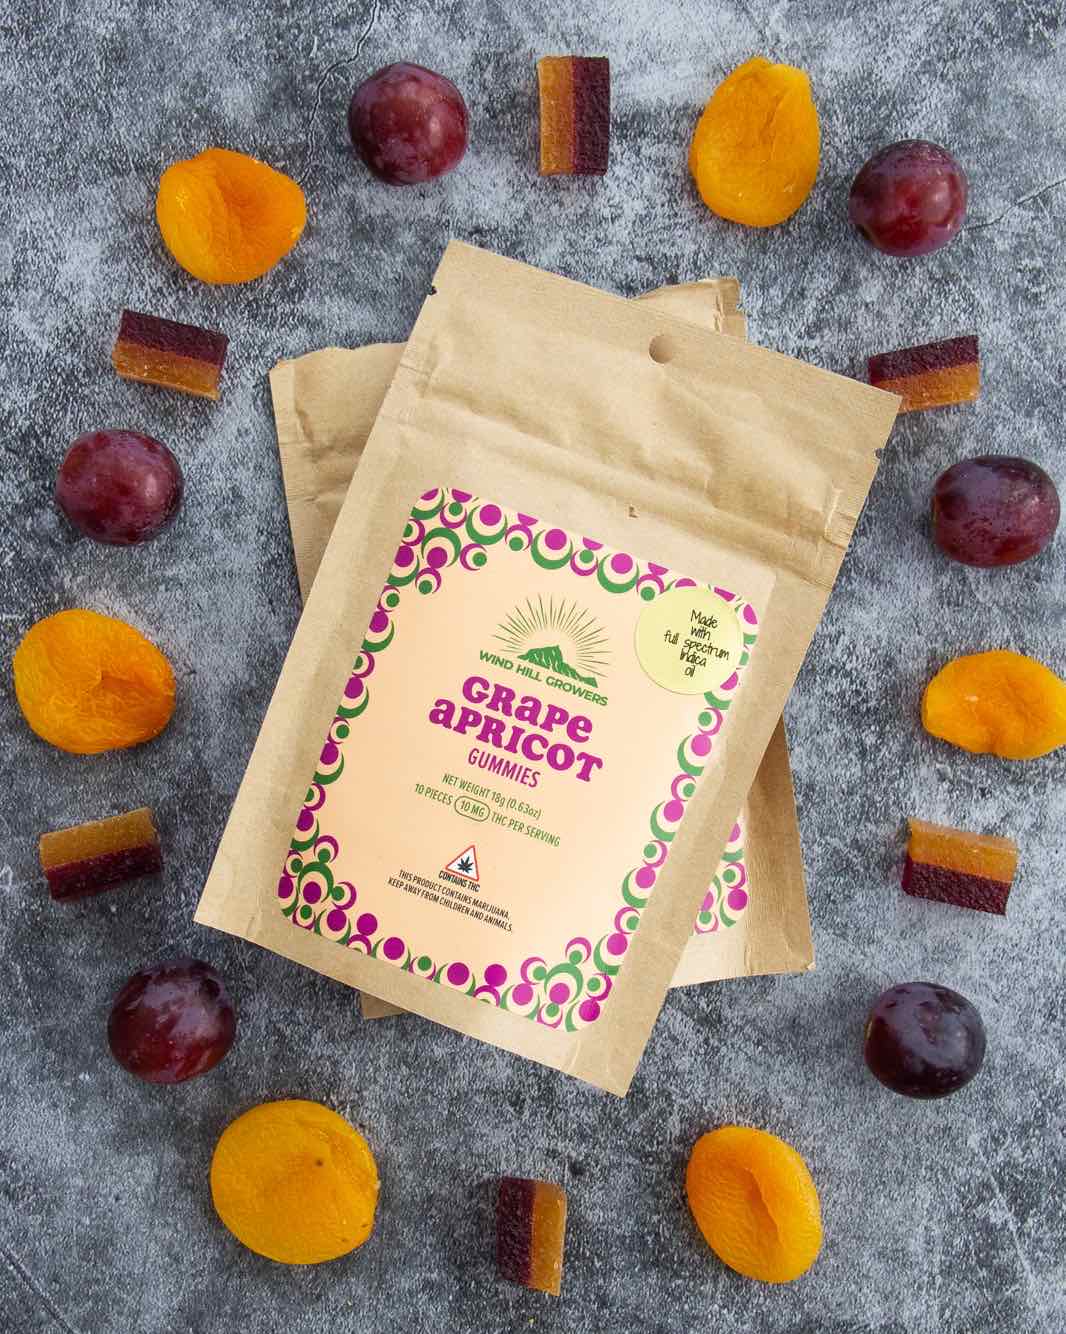 Made
with
full spectrum
Indica
oil
WIND HILL GROWERS
GRAPE
APRICOT
GUMMIES
NET WEIGHT 18g (0.63oz)
10 PIECES 10 MG THC PER SERVING
CONTAINS THC
THIS PRODUCT CONTAINS MARIJUANA,
KEEP AWAY FROM CHILDREN AND ANIMALS.